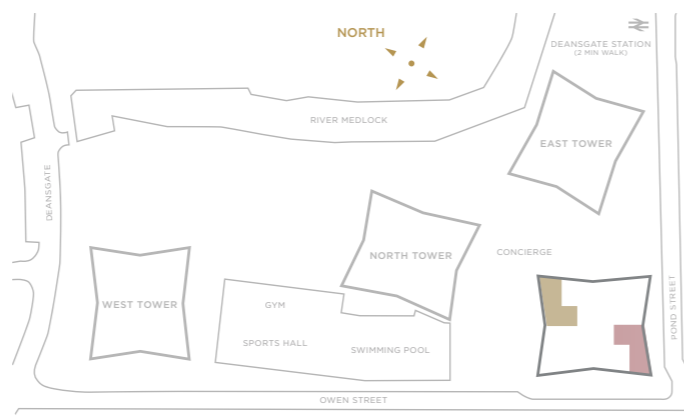 NORTH
DEANSGATE STATION
(2 MIN WALK)
RIVER MEDLOCK
EAST TOWER
DEANSGATE
NORTH TOWER
CONCIERGE
WEST TOWER
GYM
POND STREET
SPORTS HALL
SWIMMING POOL
OWEN STREET